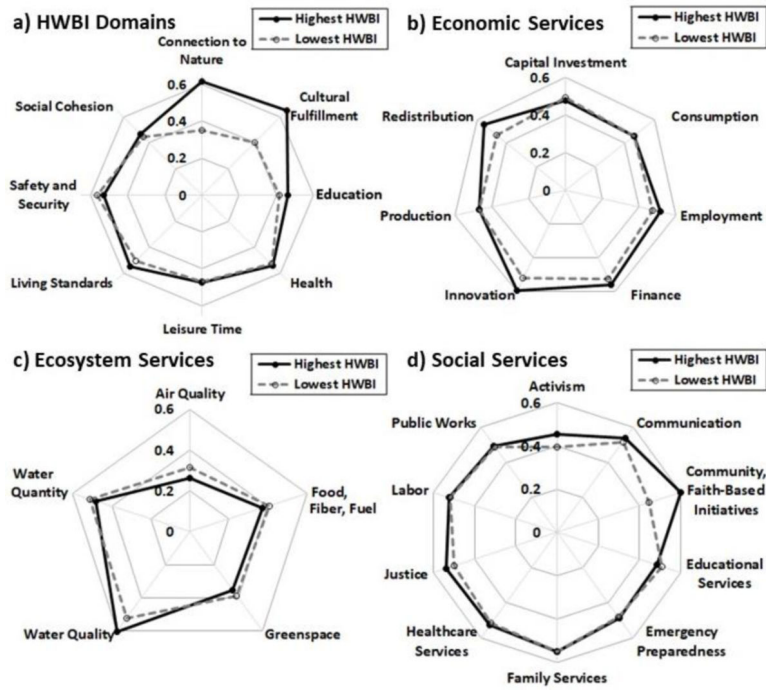 a) HWBI Domains
Highest HWBI
Lowest HWBI
Connection to
Nature
Cultural
Fulfillment
Education
Health
Leisure Time
Living Standards
Safety and
Security
Social Cohesion
0.6
0.4
0.2
0
b) Economic Services
Highest HWBI
Lowest HWBI
Capital Investment
Consumption
Employment
Finance
Innovation
Production
Redistribution
0.6
0.4
0.2
0
c) Ecosystem Services
Highest HWBI
Lowest HWBI
Air Quality
Food,
Fiber, Fuel
Greenspace
Water Quality
Water
Quantity
0.6
0.4
0.2
0
d) Social Services
Highest HWBI
Lowest HWBI
Activism
Communication
Community,
Faith-Based
Initiatives
Educational
Services
Emergency
Preparedness
Family Services
Healthcare
Services
Justice
Labor
Public Works
0.6
0.4
0.2
0